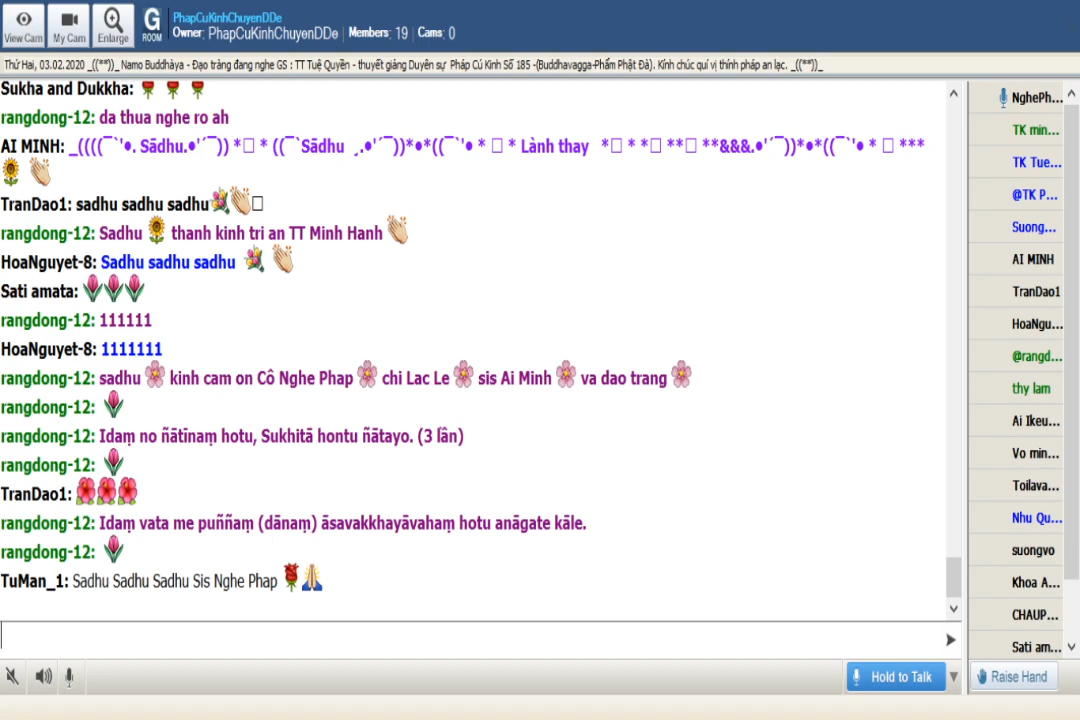 View Cam
My Cam
Enlarge
G
ROOM
PhapCuKinhChuyenDDe
Owner: PhapCuKinhChuyenDDe Members: 19 Cams: 0
Thứ Hai, 03.02.2020 _((**))_ Namo Buddhàya - Đạo tràng đang nghe GS : TT Tuệ Quyền - thuyết giảng Duyên sự Pháp Cú Kinh Số 185 -(Buddhavagga-Phẩm Phật Đà). Kính chúc quí vị thính pháp an lạc. _((**))_
Sukha and Dukkha: 🌹 🌹 🌹
rangdong-12: da thua nghe ro ah
AI MINH: _((((¯`'•. Sādhu.•'´¯)) *□ * ((¯`Sādhu ¸.•'´¯))*•*((¯`'• * □ * Lành thay *□ * *□ **□ **&&&.•'´¯))*•*((¯`'• * □ ***
🌻 👏
TranDao1: sadhu sadhu sadhu💐👏□
rangdong-12: Sadhu 🌻 thanh kinh tri an TT Minh Hanh 👏
HoaNguyet-8: Sadhu sadhu sadhu 💐 👏
Sati amata: 🌷🌷🌷
rangdong-12: 111111
HoaNguyet-8: 1111111
rangdong-12: sadhu 🌸 kinh cam on Cô Nghe Phap 🌸 chi Lac Le 🌸 sis Ai Minh 🌸 va dao trang 🌸
rangdong-12: 🌷
rangdong-12: Idaṃ no ñātīnaṃ hotu, Sukhitā hontu ñātayo. (3 lần)
rangdong-12: 🌷
TranDao1: 🌺🌺🌺
rangdong-12: Idaṃ vata me puññaṃ (dānaṃ) āsavakkhayāvahaṃ hotu anāgate kāle.
rangdong-12: 🌷
TuMan_1: Sadhu Sadhu Sadhu Sis Nghe Phap 🌹🙏
NghePh...
TK min...
TK Tue...
@TK P...
Suong...
AI MINH
TranDao1
HoaNgu...
@rangd...
thy lam
Ai Ikeu...
Vo min...
Toilava...
Nhu Qu...
suongvo
Khoa A...
CHAUP...
Sati am...
Hold to Talk
Raise Hand